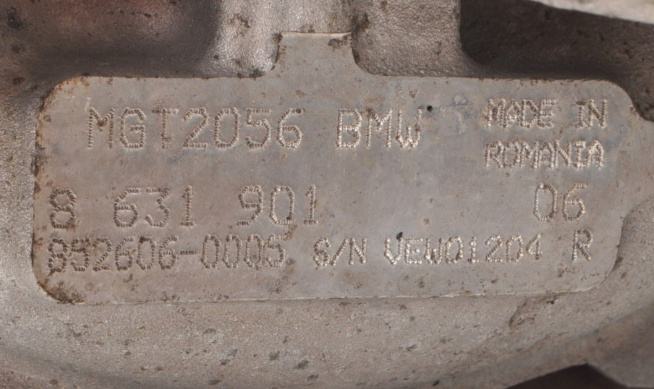 MGT2056 BMW MADE IN
ROMANIA
8 631 901 06
852606-0005 S/N VEW01204 R